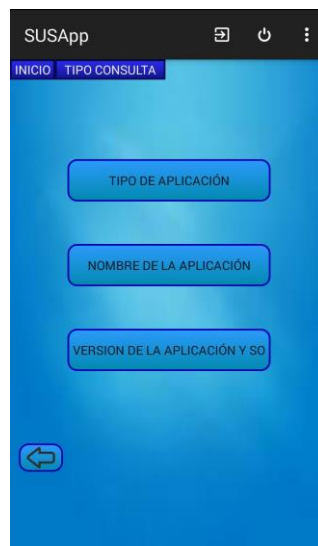 SUSApp
INICIO TIPO CONSULTA
TIPO DE APLICACIÓN
NOMBRE DE LA APLICACIÓN
VERSION DE LA APLICACIÓN Y SO